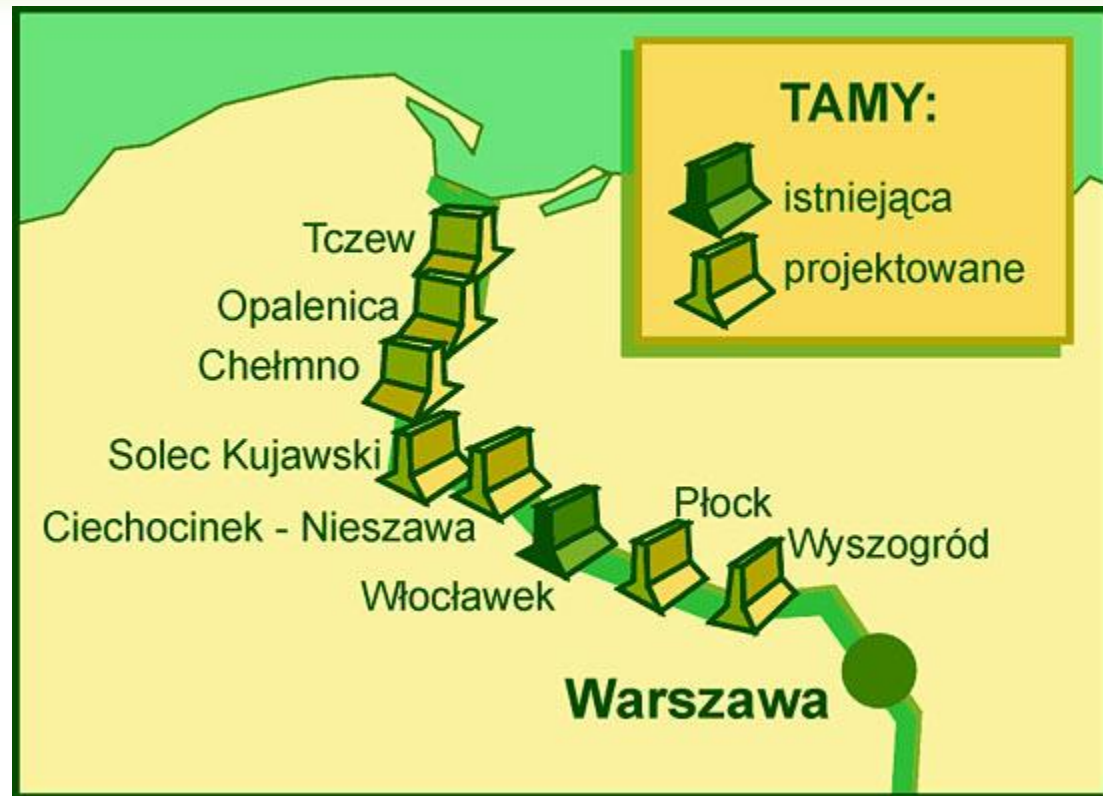 TAMY:
istniejąca
projektowane
Tczew
Opalenica
Chełmno
Solec Kujawski
Ciechocinek - Nieszawa
Włocławek
Płock
Wyszogród
Warszawa